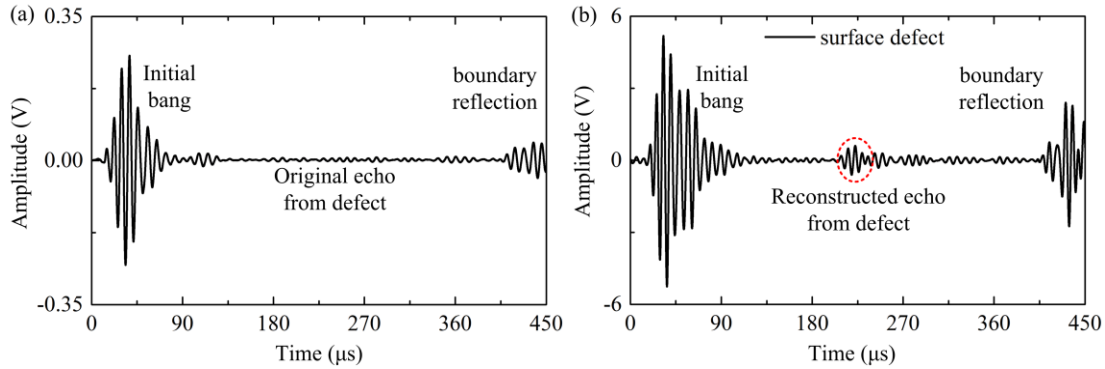 (a)
0.35
0.00
-0.35
Amplitude (V)
Initial
bang
boundary
reflection
Original echo
from defect
0 90 180 270 360 450
Time (μs)
(b)
6
0
-6
Amplitude (V)
surface defect
Initial
bang
boundary
reflection
Reconstructed echo
from defect
0 90 180 270 360 450
Time (μs)